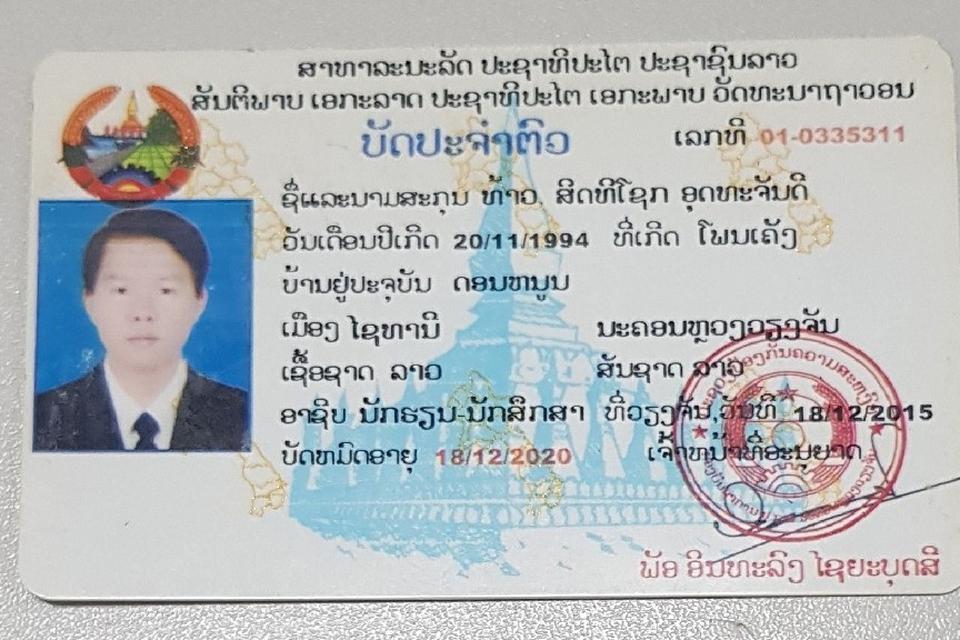 ສາທາລະນະລັດ ປະຊາທິປະໄຕ ປະຊາຊົນລາວ
ສັນຕິພາບ ເອກະລາດ ປະຊາທິປະໄຕ ເອກະພາບ ວັດທະນາຖາວອນ
ບັດປະຈຳຕົວ ເລກທີ 01-0335311
ຊື່ແລະນາມສະກຸນ ທ້າວ. ສິດທິໂຊກ ອຸດທະຈັນດີ
ວັນເດືອນປີເກີດ 20/11/1994 ທີ່ເກີດ ໂພນເຄັງ
ບ້ານຢູ່ປະຈຸບັນ ດອນຫນູນ
ເມືອງ ໄຊທານີ ນະຄອນຫຼວງວຽງຈັນ
ເຊື້ອຊາດ ລາວ ສັນຊາດ ລາວ
ອາຊີບ ນັກຮຽນ-ນັກສຶກສາ ທີ່ວຽງຈັນ,ວັນທີ 18/12/2015
ບັດຫມົດອາຍຸ 18/12/2020 ເຈົ້າຫນ້າທີ່ອະນຸຍາດ
ພັອ ອິນທະລົງ ໄຊຍະບຸດສີ